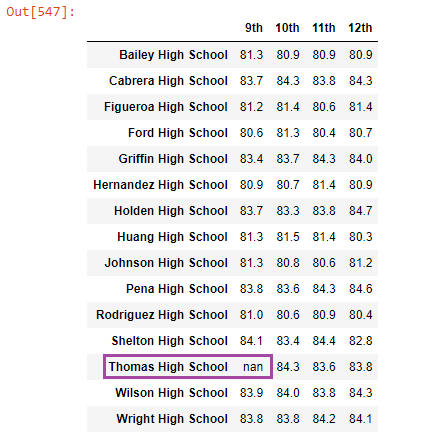 Out[547]:
9th 10th 11th 12th
Bailey High School 81.3 80.9 80.9 80.9
Cabrera High School 83.7 84.3 83.8 84.3
Figueroa High School 81.2 81.4 80.6 81.4
Ford High School 80.6 81.3 80.4 80.7
Griffin High School 83.4 83.7 84.3 84.0
Hernandez High School 80.9 80.7 81.4 80.9
Holden High School 83.7 83.3 83.8 84.7
Huang High School 81.3 81.5 81.4 80.3
Johnson High School 81.3 80.8 80.6 81.2
Pena High School 83.8 83.6 84.3 84.6
Rodriguez High School 81.0 80.6 80.9 80.4
Shelton High School 84.1 83.4 84.4 82.8
Thomas High School nan 84.3 83.6 83.8
Wilson High School 83.9 84.0 83.8 84.3
Wright High School 83.8 83.8 84.2 84.1